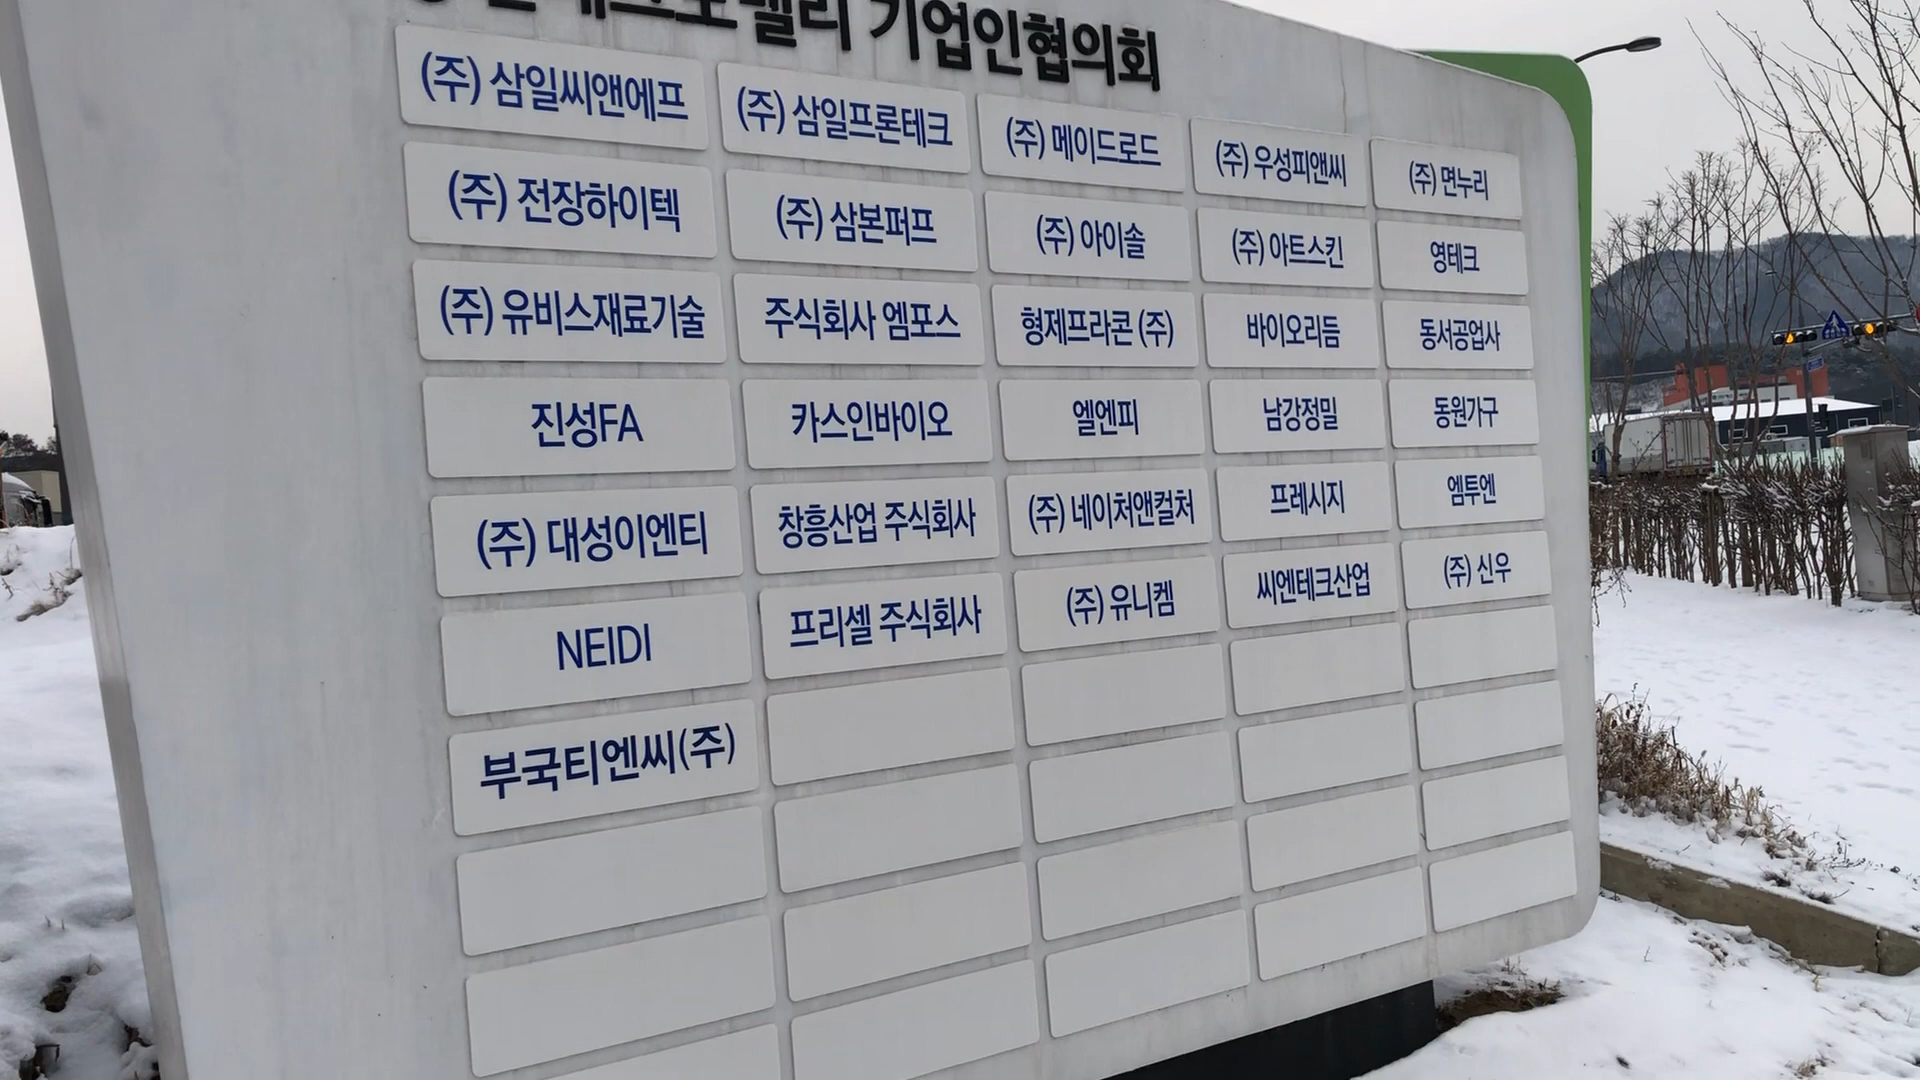 기업인협의회
(주) 삼일씨앤에프
(주) 삼일프론테크
(주) 메이드로드
(주) 우성피앤씨
(주) 면누리
(주) 전장하이텍
(주) 삼본퍼프
(주) 아이솔
(주) 아트스킨
영테크
(주) 유비스재료기술
주식회사 엠포스
형제프라콘 (주)
바이오리듬
동서공업사
진성FA
카스인바이오
엘엔피
남강정밀
동원가구
(주) 대성이엔티
창흥산업 주식회사
(주) 네이처앤컬처
프레시지
엠투엔
NEIDI
프리셀 주식회사
(주) 유니켐
씨엔테크산업
(주) 신우
부국티엔씨(주)